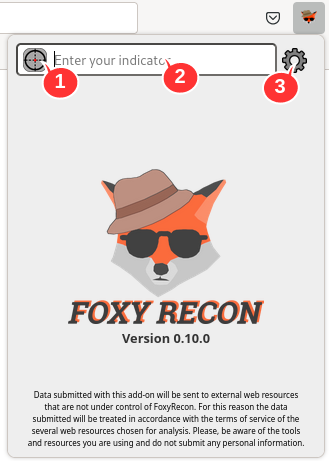 Enter your indicator
1
2
3
FOXY RECON
Version 0.10.0
Data submitted with this add-on will be sent to external web resources
that are not under control of FoxyRecon. For this reason the data
submitted will be treated in accordance with the terms of service of the
several web resources chosen for analysis. Please, be aware of the tools
and resources you are using and do not submit any personal information.